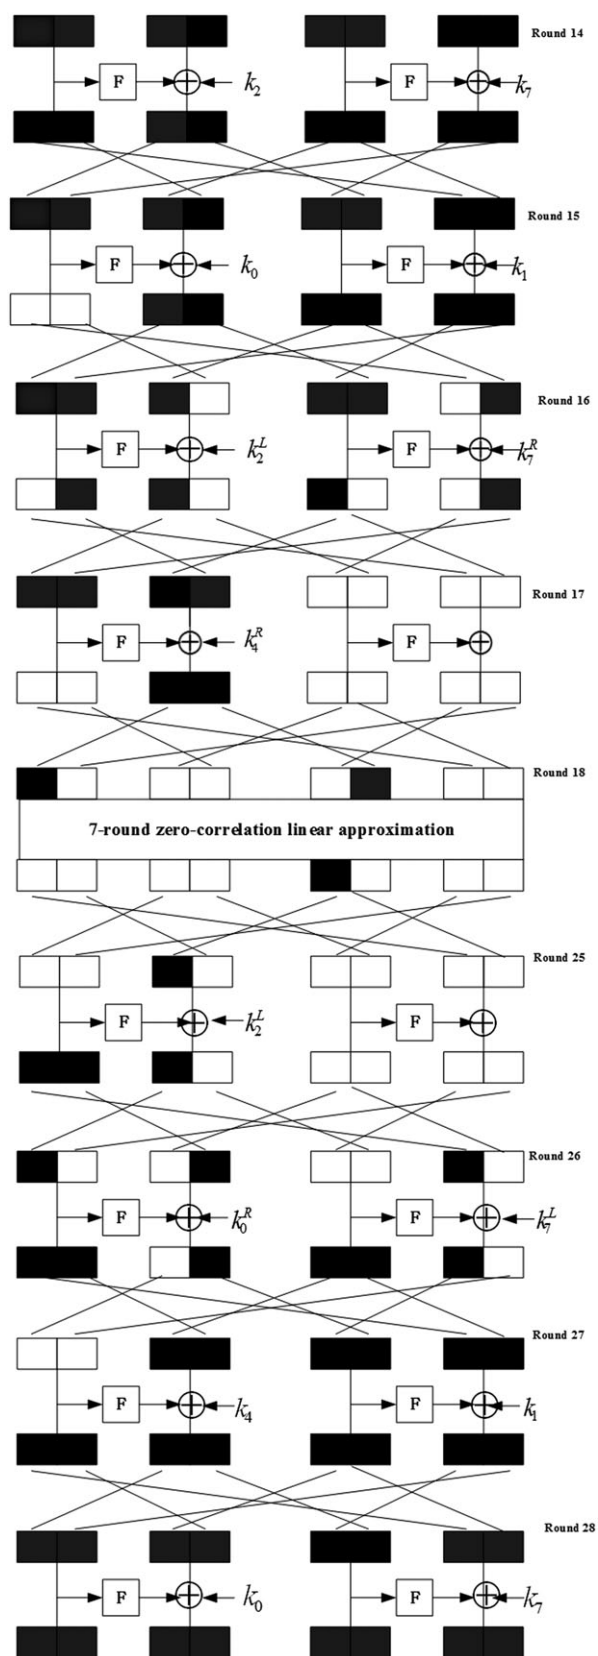 Round 14
F k₂ F k₇
Round 15
F k₀ F k₁
Round 16
F k₂ᴸ F k₇ᴿ
Round 17
F k₄ᴿ F
Round 18
7-round zero-correlation linear approximation
Round 25
F k₂ᴸ F
Round 26
F k₀ᴿ F k₇ᴸ
Round 27
F k₄ F k₁
Round 28
F k₀ F k₇